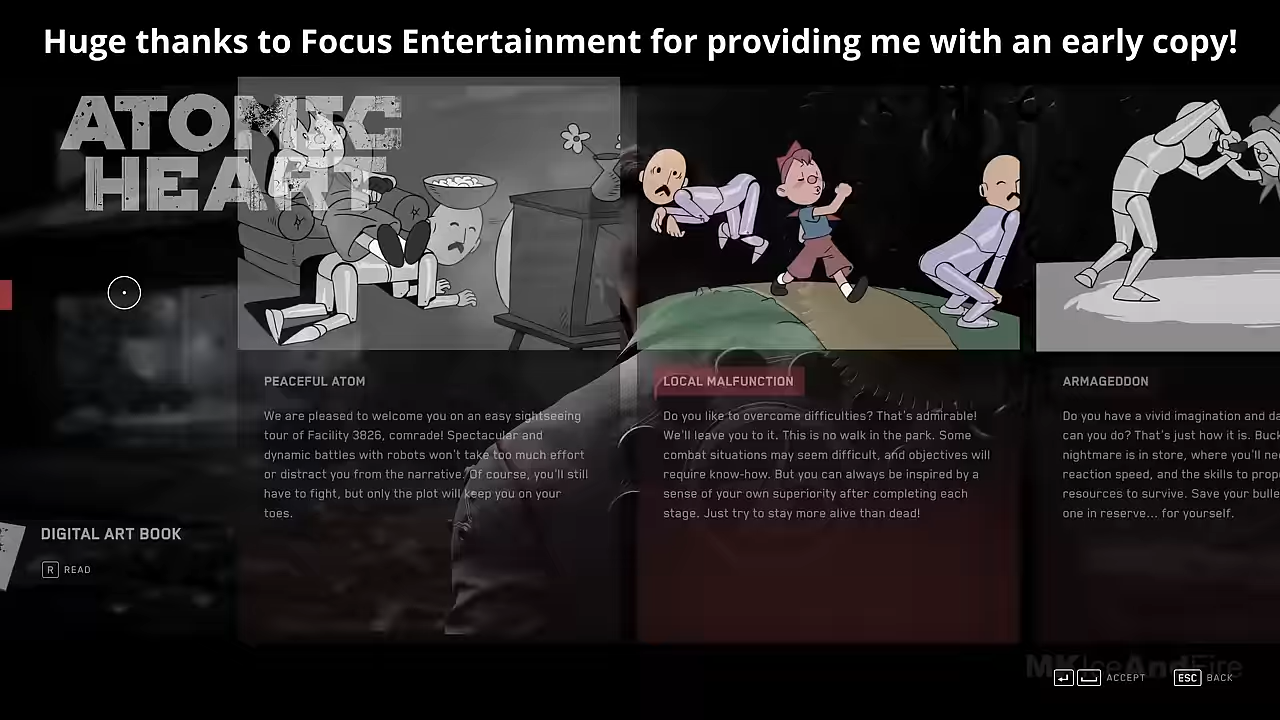 Huge thanks to Focus Entertainment for providing me with an early copy!
ATOMIC
HEART
PEACEFUL ATOM
We are pleased to welcome you on an easy sightseeing
tour of Facility 3826, comrade! Spectacular and
dynamic battles with robots won't take too much effort
or distract you from the narrative. Of course, you'll still
have to fight, but only the plot will keep you on your
toes.
LOCAL MALFUNCTION
Do you like to overcome difficulties? That's admirable!
We'll leave you to it. This is no walk in the park. Some
combat situations may seem difficult, and objectives will
require know-how. But you can always be inspired by a
sense of your own superiority after completing each
stage. Just try to stay more alive than dead!
ARMAGEDDON
Do you have a vivid imagination and
can you do? That's just how it is.
nightmare is in store, where you'll
reaction speed, and the skills to
resources to survive. Save your
one in reserve... for yourself.
DIGITAL ART BOOK
R READ
MKIceAndFire
ACCEPT
ESC BACK